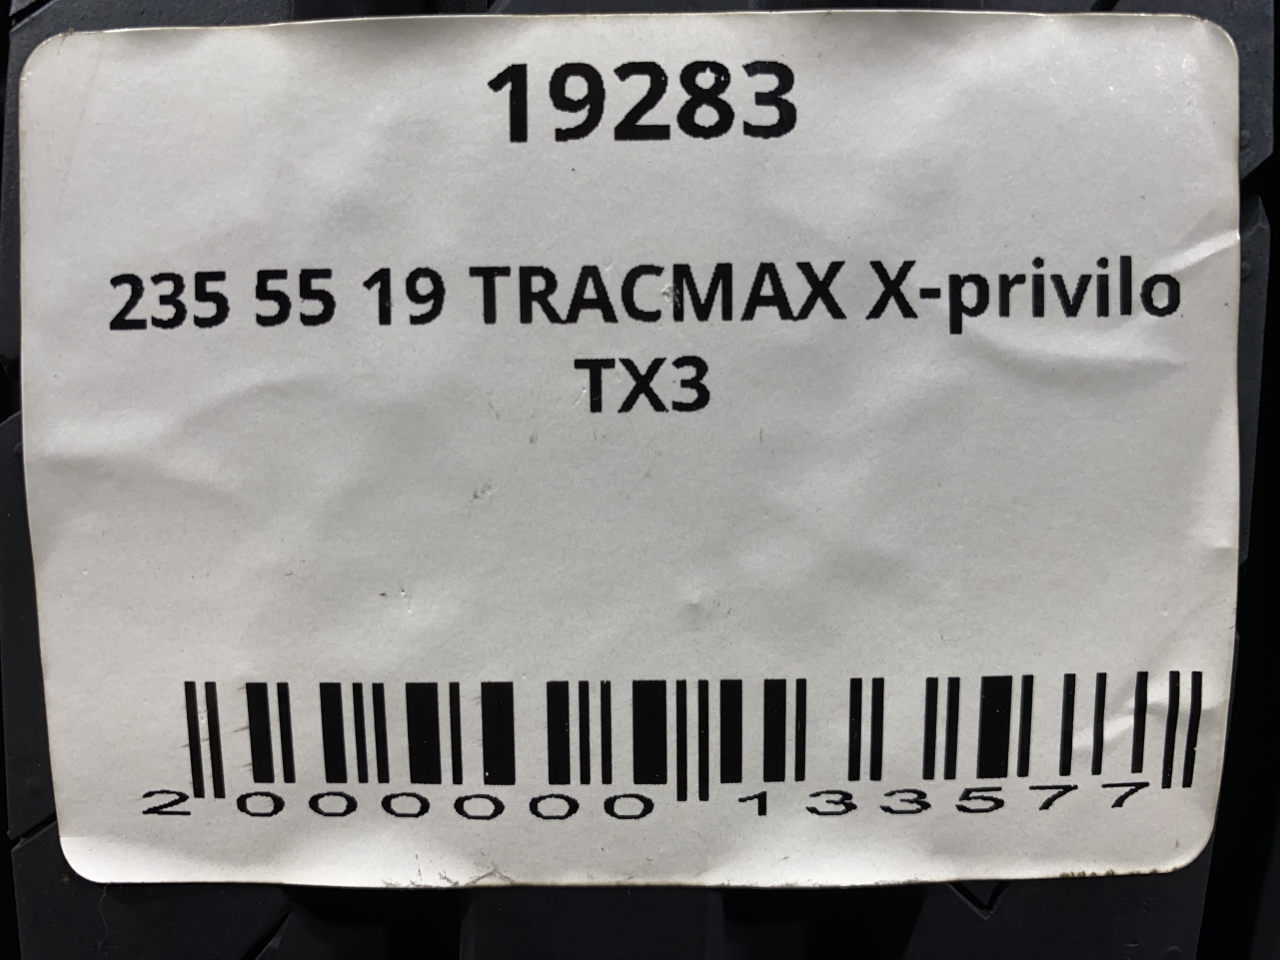 19283
235 55 19 TRACMAX X-privilo
TX3
2 000000 133577